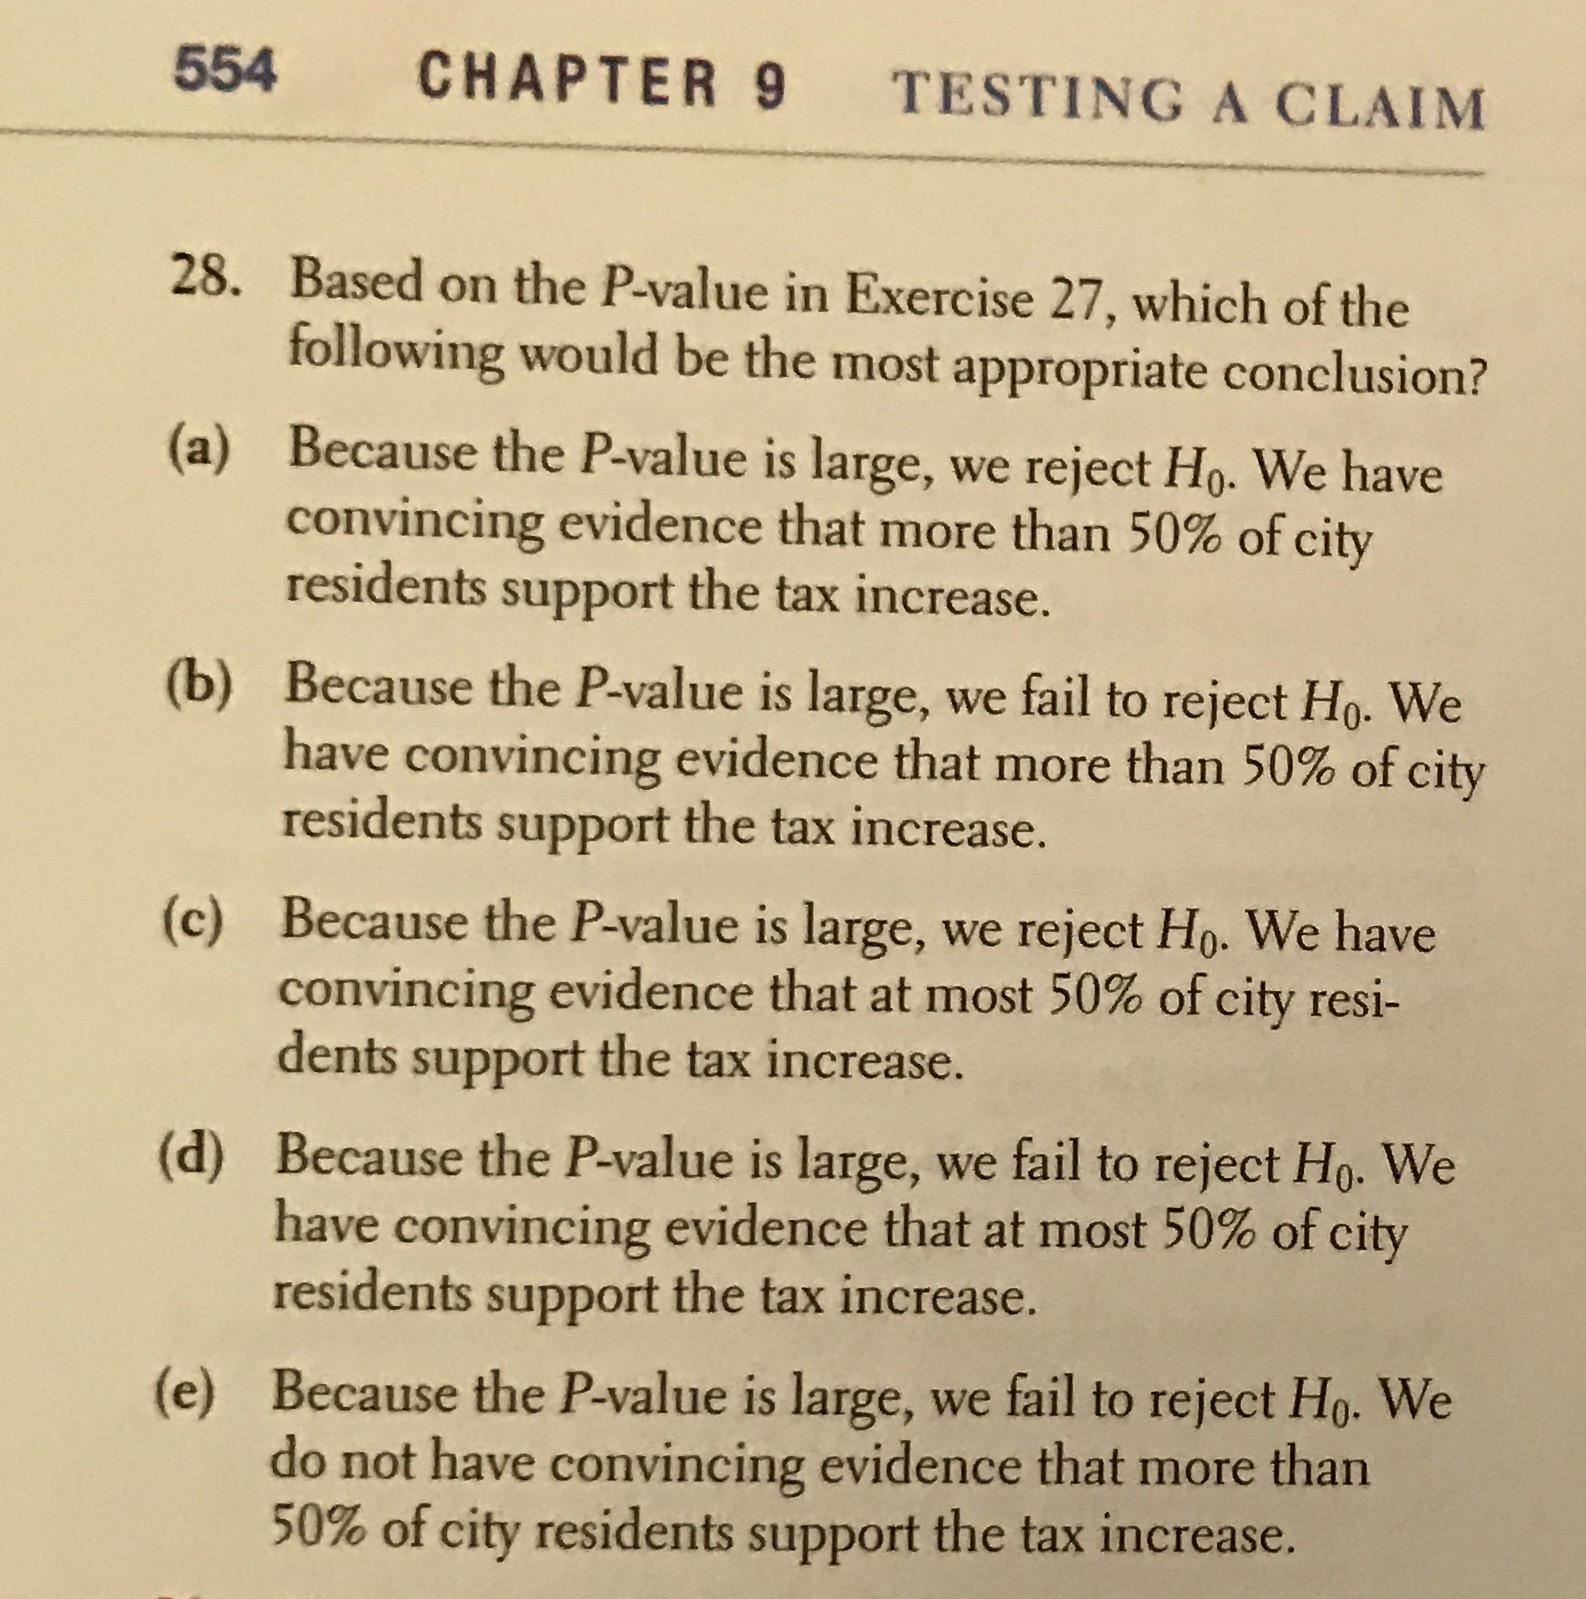 554 CHAPTER 9 TESTING A CLAIM
28. Based on the P-value in Exercise 27, which of the
following would be the most appropriate conclusion?
(a) Because the P-value is large, we reject H₀. We have
convincing evidence that more than 50% of city
residents support the tax increase.
(b) Because the P-value is large, we fail to reject H₀. We
have convincing evidence that more than 50% of city
residents support the tax increase.
(c) Because the P-value is large, we reject H₀. We have
convincing evidence that at most 50% of city resi-
dents support the tax increase.
(d) Because the P-value is large, we fail to reject H₀. We
have convincing evidence that at most 50% of city
residents support the tax increase.
(e) Because the P-value is large, we fail to reject H₀. We
do not have convincing evidence that more than
50% of city residents support the tax increase.